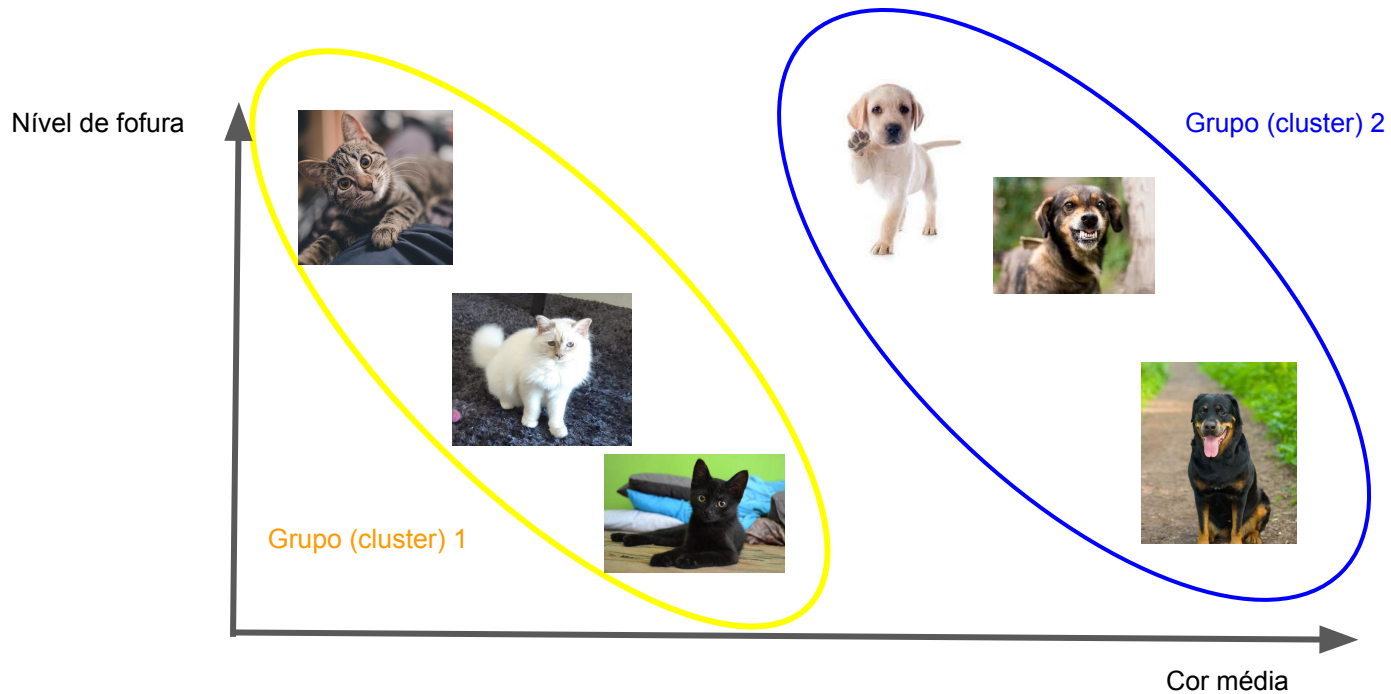 Nível de fofura
Grupo (cluster) 2
Grupo (cluster) 1
Cor média